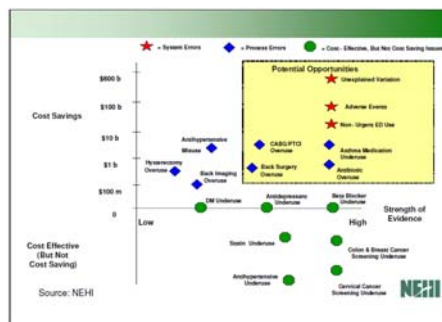 = System Errors
= Process Errors
= Cost - Effective, But Not Cost Saving Issues
Potential Opportunities
$600 b
Unexplained Variation
$100 b
Adverse Events
Cost Savings
Non - Urgent ED Use
$10 b
Antihypertensive
Misuse
CABG/PTCI
Overuse
Asthma Medication
Underuse
Hysterectomy
Overuse
$1 b
Back Imaging
Overuse
Back Surgery
Overuse
Antibiotic
Overuse
$100 m
DM Underuse
Antidepressant
Underuse
Beta Blocker
Underuse
Strength of
Evidence
0
Low
High
Cost Effective
(But Not
Cost Saving)
Statin Underuse
Colon & Breast Cancer
Screening Underuse
Antihypertensive
Underuse
Cervical Cancer
Screening Underuse
Source: NEHI
NEHI